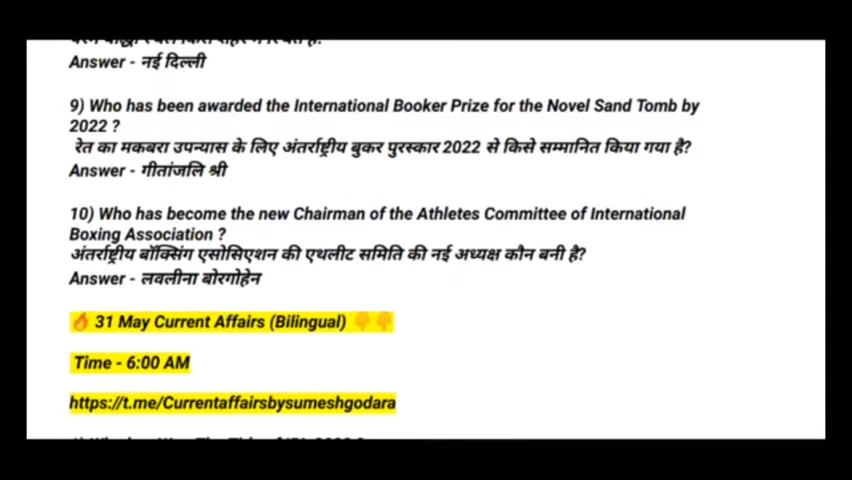 Answer - नई दिल्ली
9) Who has been awarded the International Booker Prize for the Novel Sand Tomb by
2022 ?
रेत का मकबरा उपन्यास के लिए अंतर्राष्ट्रीय बुकर पुरस्कार 2022 से किसे सम्मानित किया गया है?
Answer - गीतांजलि श्री
10) Who has become the new Chairman of the Athletes Committee of International
Boxing Association ?
अंतर्राष्ट्रीय बॉक्सिंग एसोसिएशन की एथलीट समिति की नई अध्यक्ष कौन बनी है?
Answer - लवलीना बोरगोहेन
🔥 31 May Current Affairs (Bilingual) 👇👇
Time - 6:00 AM
https://t.me/Currentaffairsbysumeshgodara